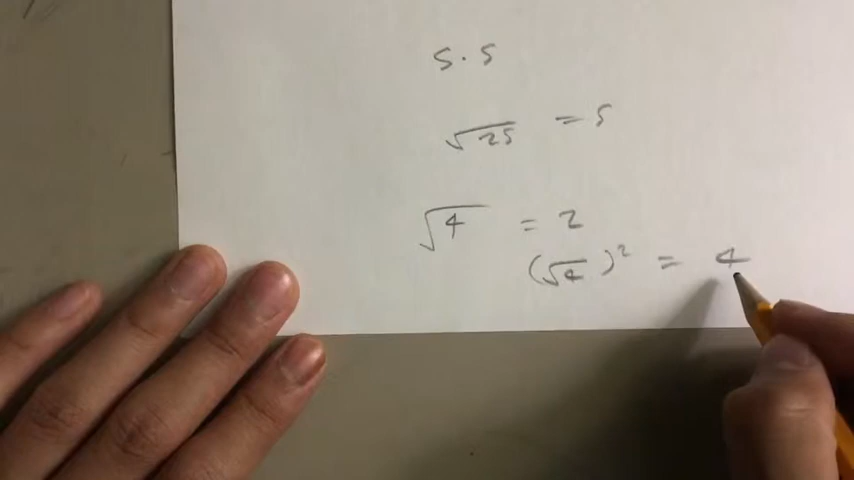 5 · 5
√25 = 5
√4 = 2
(√4)² = 4